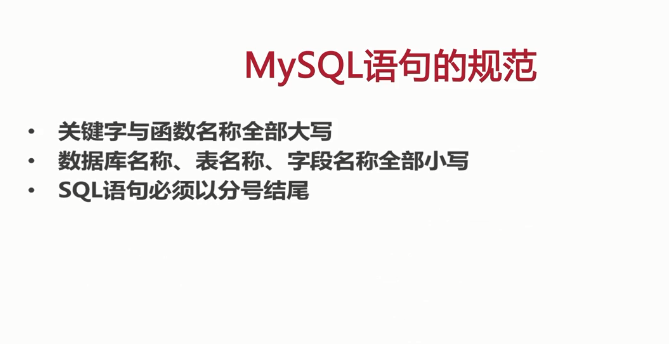 MySQL语句的规范
• 关键字与函数名称全部大写
• 数据库名称、表名称、字段名称全部小写
• SQL语句必须以分号结尾